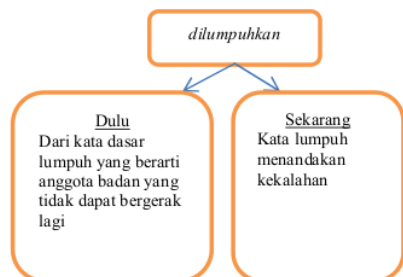 dilumpuhkan
Dulu
Dari kata dasar
lumpuh yang berarti
anggota badan yang
tidak dapat bergerak
lagi
Sekarang
Kata lumpuh
menandakan
kekalahan